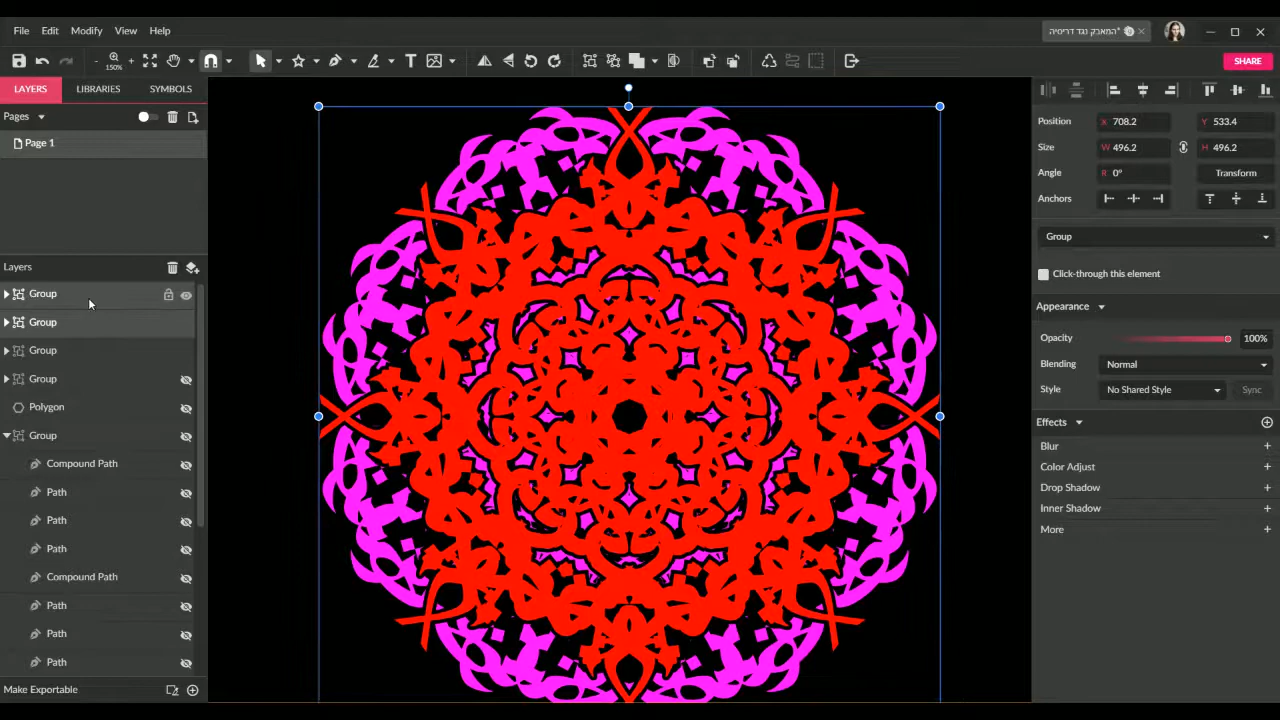 File Edit Modify View Help
*המאבק נגד דריסיה
- 150% +
SHARE
LAYERS LIBRARIES SYMBOLS
Pages
Page 1
Layers
Group
Group
Group
Group
Polygon
Group
Compound Path
Path
Path
Path
Compound Path
Path
Path
Path
Make Exportable
Position X 708.2 Y 533.4
Size W 496.2 H 496.2
Angle R 0° Transform
Anchors
Group
Click-through this element
Appearance
Opacity 100%
Blending Normal
Style No Shared Style Sync
Effects
Blur +
Color Adjust +
Drop Shadow +
Inner Shadow +
More +